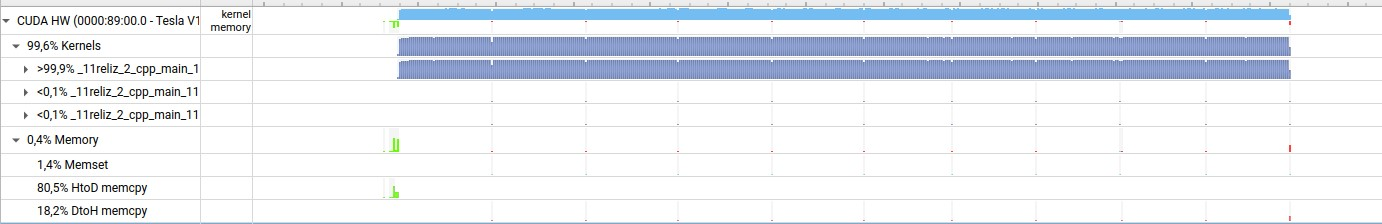 CUDA HW (0000:89:00.0 - Tesla V1
kernel
memory
99,6% Kernels
>99,9% _11reliz_2_cpp_main_1
<0,1% _11reliz_2_cpp_main_11
<0,1% _11reliz_2_cpp_main_11
0,4% Memory
1,4% Memset
80,5% HtoD memcpy
18,2% DtoH memcpy